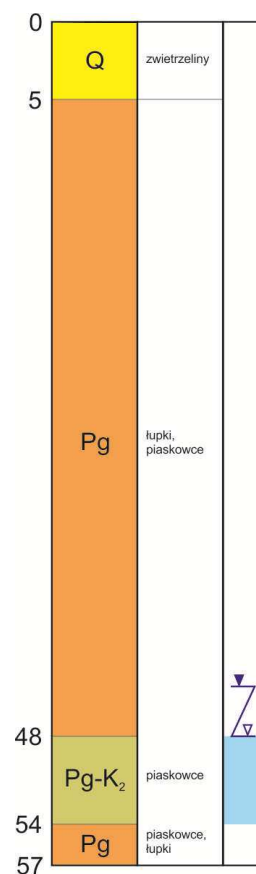 0
Q
zwietrzeliny
5
Pg
łupki,
piaskowce
48
Pg-K₂
piaskowce
54
Pg
piaskowce,
łupki
57